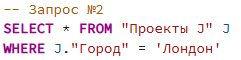 -- Запрос №2
SELECT * FROM "Проекты J" J
WHERE J."Город" = 'Лондон'